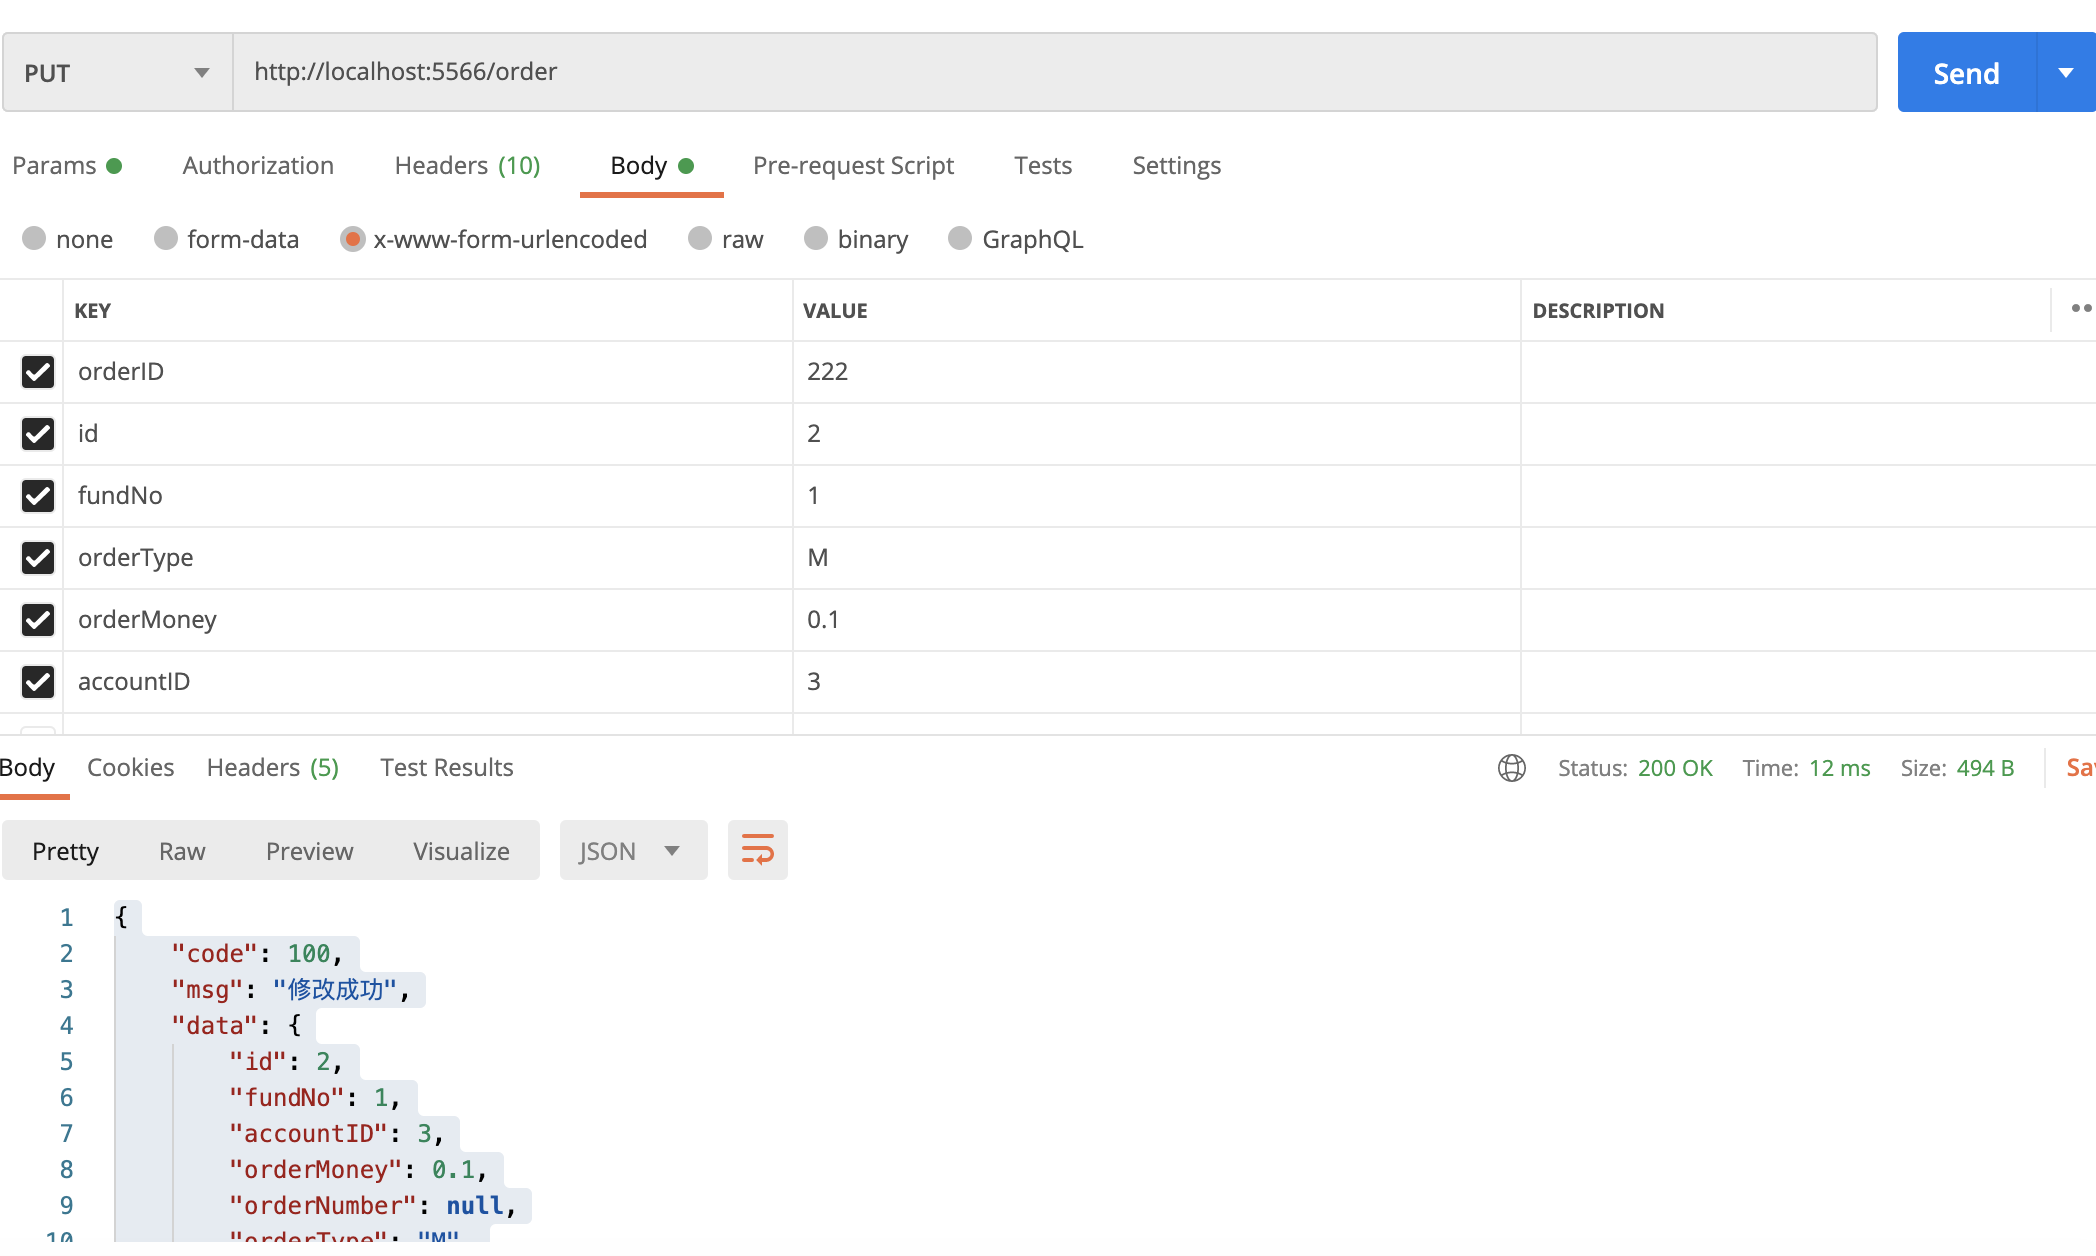 PUT http://localhost:5566/order Send
Params Authorization Headers (10) Body Pre-request Script Tests Settings
none form-data x-www-form-urlencoded raw binary GraphQL
KEY VALUE DESCRIPTION
orderID 222
id 2
fundNo 1
orderType M
orderMoney 0.1
accountID 3
Body Cookies Headers (5) Test Results Status: 200 OK Time: 12 ms Size: 494 B Sav
Pretty Raw Preview Visualize JSON
1 {
2 "code": 100,
3 "msg": "修改成功",
4 "data": {
5 "id": 2,
6 "fundNo": 1,
7 "accountID": 3,
8 "orderMoney": 0.1,
9 "orderNumber": null,
10 "orderType": "M"